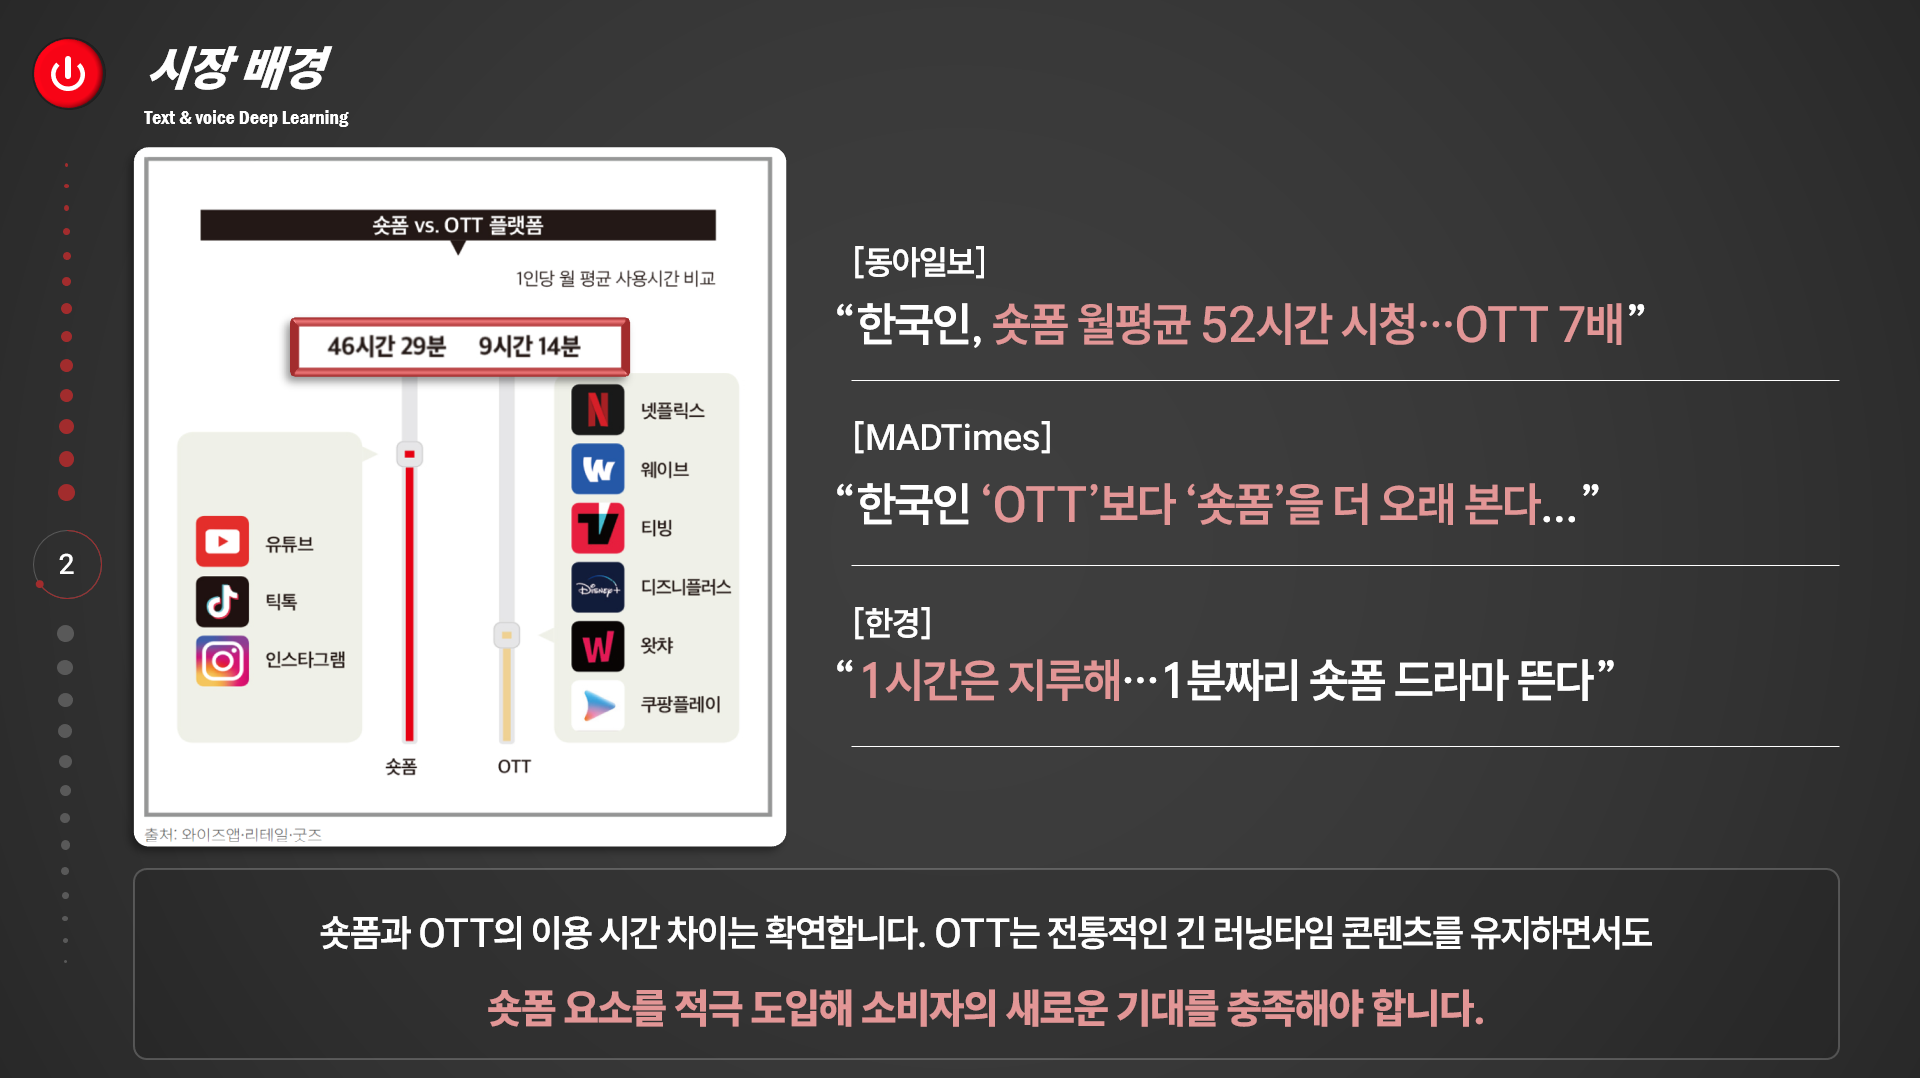 시장 배경
Text & voice Deep Learning
숏폼 vs. OTT 플랫폼
1인당 월 평균 사용시간 비교
46시간 29분 9시간 14분
넷플릭스
웨이브
티빙
DISNEP+ 디즈니플러스
왓챠
쿠팡플레이
유튜브
틱톡
인스타그램
숏폼 OTT
출처: 와이즈앱·리테일·굿즈
[동아일보]
“한국인, 숏폼 월평균 52시간 시청…OTT 7배”
[MADTimes]
“한국인 ‘OTT’보다 ‘숏폼’을 더 오래 본다...”
[한경]
“1시간은 지루해…1분짜리 숏폼 드라마 뜬다”
2
숏폼과 OTT의 이용 시간 차이는 확연합니다. OTT는 전통적인 긴 러닝타임 콘텐츠를 유지하면서도
숏폼 요소를 적극 도입해 소비자의 새로운 기대를 충족해야 합니다.